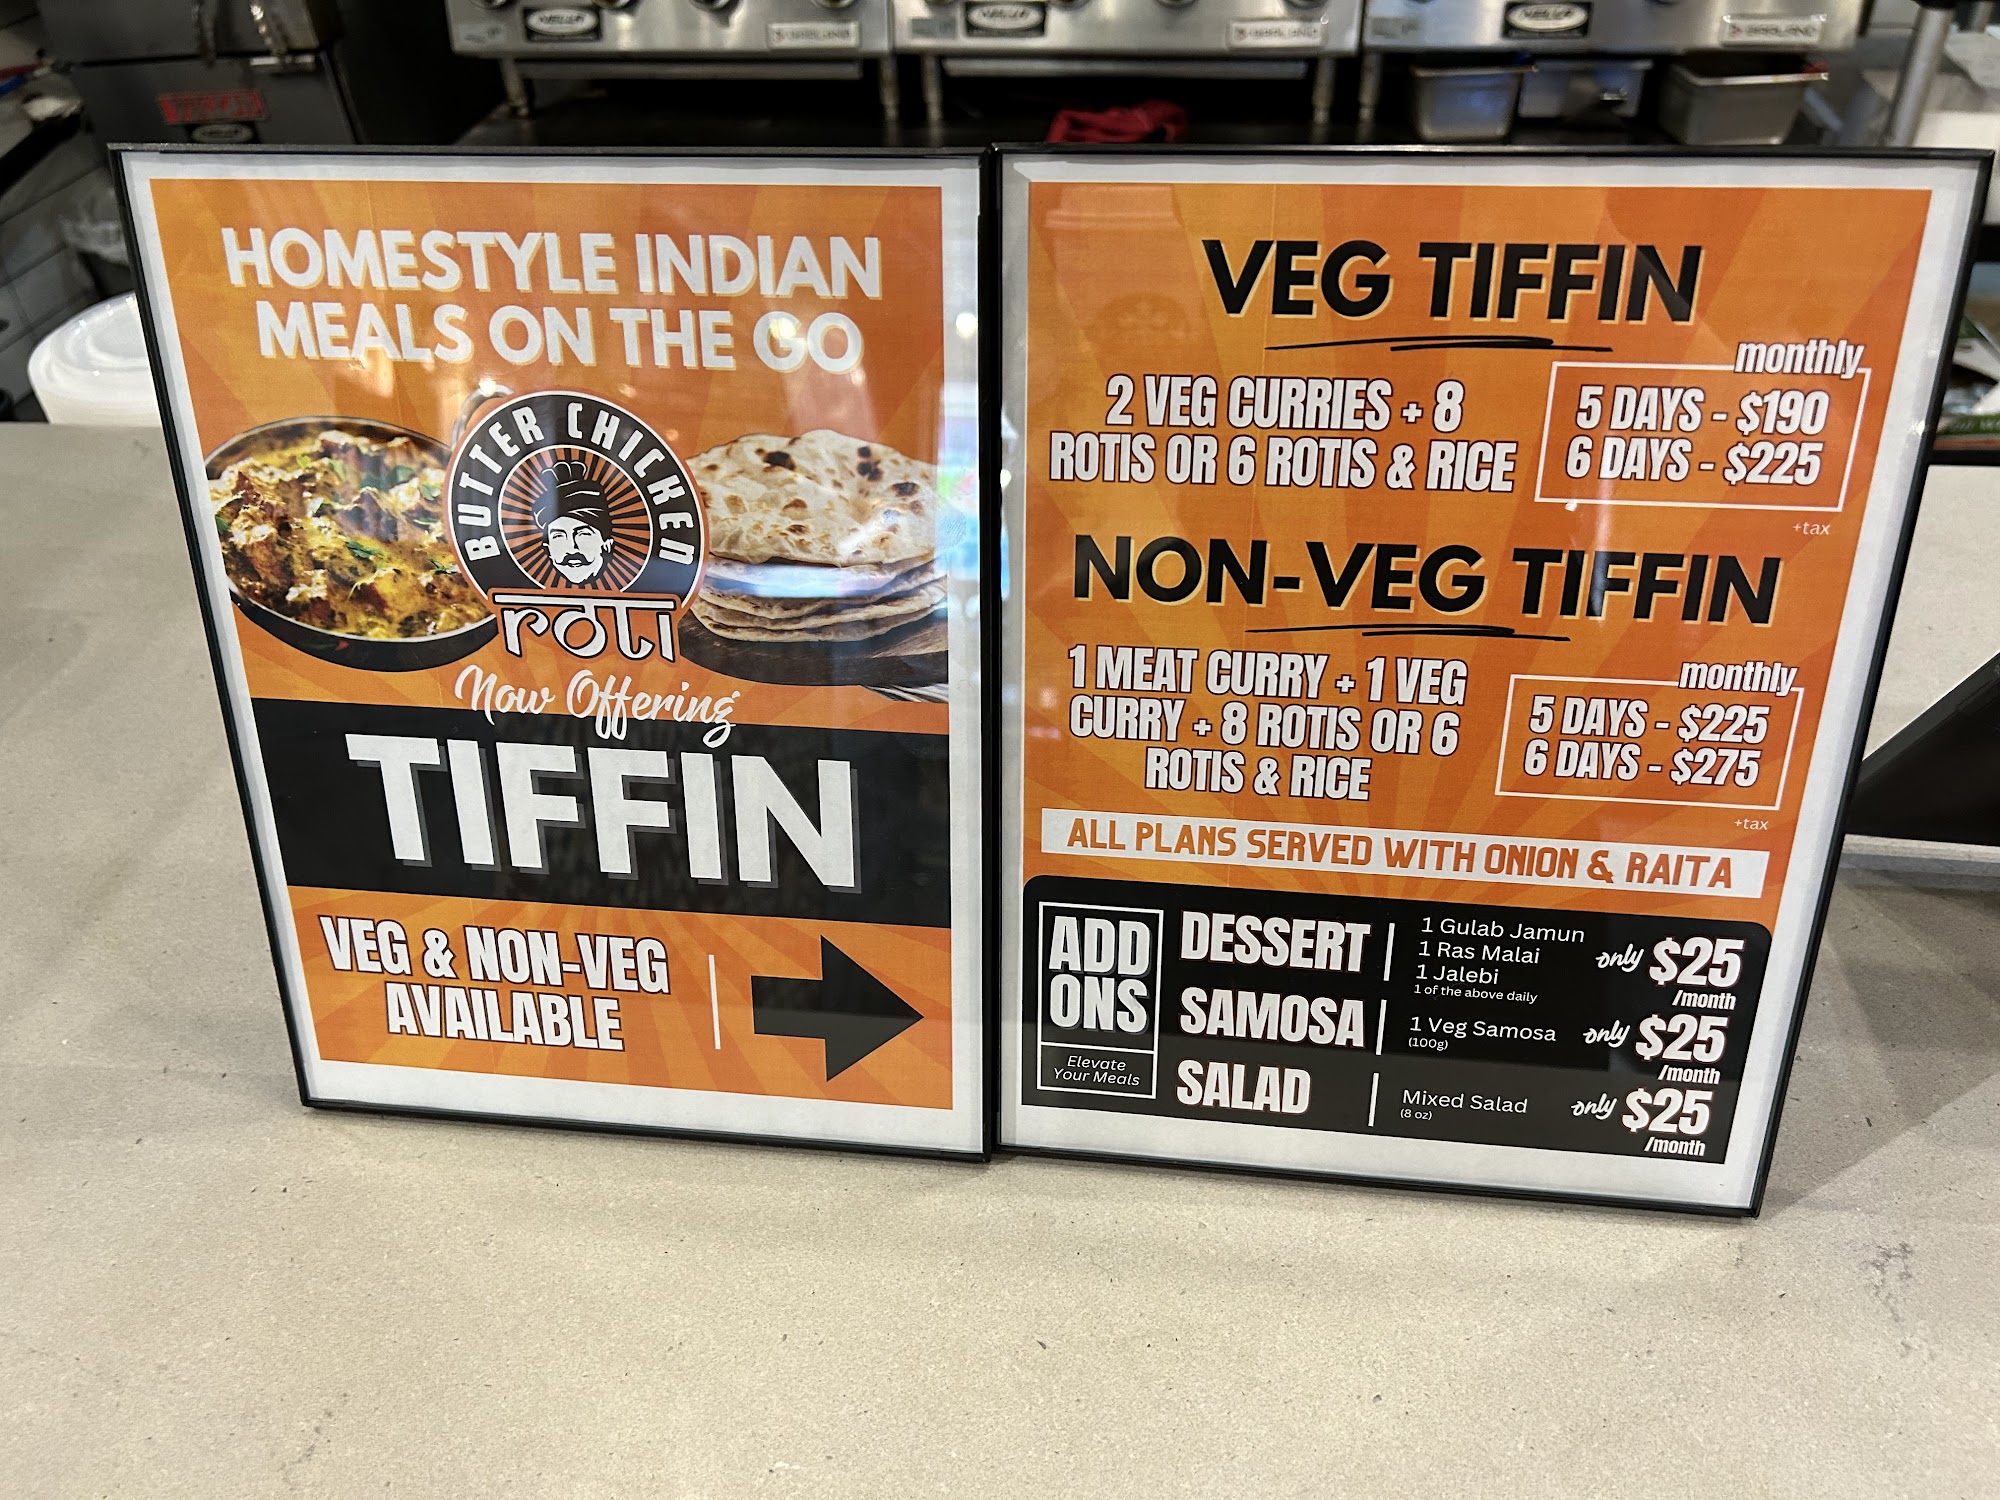 HOMESTYLE INDIAN
MEALS ON THE GO
BUTTER CHICKEN
roti
Now Offering
TIFFIN
VEG & NON-VEG
AVAILABLE
VEG TIFFIN
2 VEG CURRIES + 8
ROTIS OR 6 ROTIS & RICE
monthly
5 DAYS - $190
6 DAYS - $225
+tax
NON-VEG TIFFIN
1 MEAT CURRY + 1 VEG
CURRY + 8 ROTIS OR 6
ROTIS & RICE
monthly
5 DAYS - $225
6 DAYS - $275
+tax
ALL PLANS SERVED WITH ONION & RAITA
ADD
ONS
Elevate
Your Meals
DESSERT
1 Gulab Jamun
1 Ras Malai
1 Jalebi
1 of the above daily
only $25
/month
SAMOSA
1 Veg Samosa
(100g)
only $25
/month
SALAD
Mixed Salad
(8 oz)
only $25
/month
GARLAND
GARLAND
GARLAND